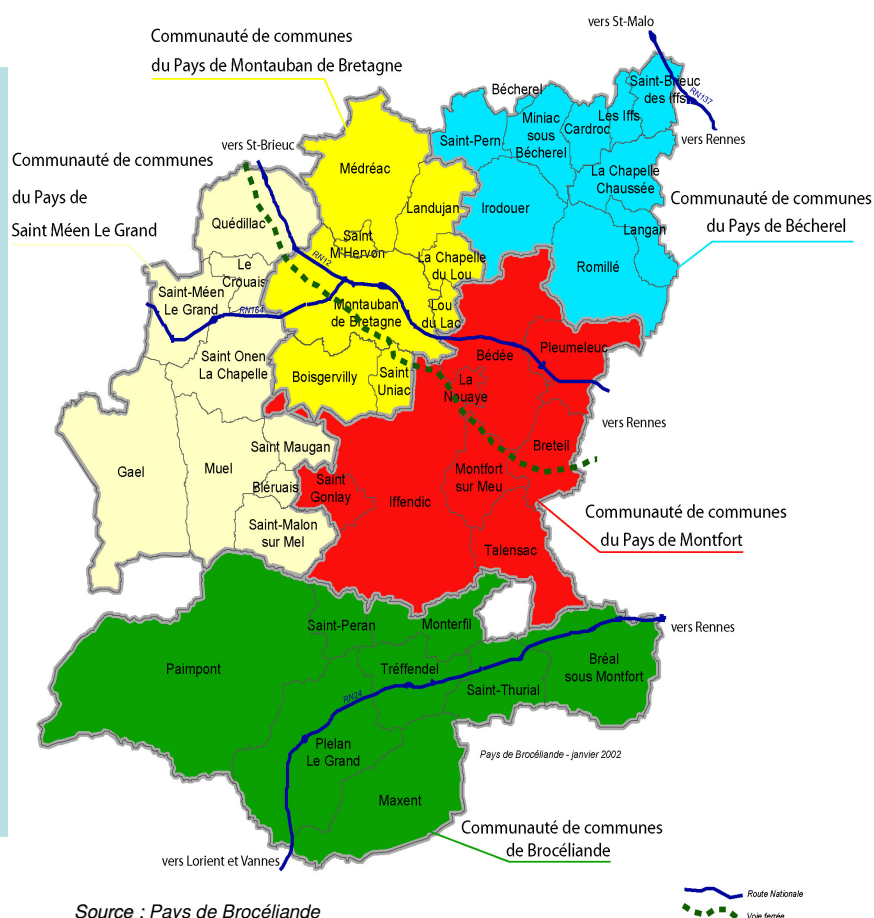 vers St-Malo
Communauté de communes
du Pays de Montauban de Bretagne
Bécherel
Saint-Brieuc
des Iffs
RN137
Miniac
sous
Bécherel
Les Iffs
Cardroc
Saint-Pern
vers Rennes
vers St-Brieuc
Communauté de communes
du Pays de
Saint Méen Le Grand
Médréac
La Chapelle
Chaussée
Communauté de communes
du Pays de Bécherel
Landujan
Irodouer
Quédillac
Langan
Saint
M'Hervon
RN12
La Chapelle
du Lou
Romillé
Le
Crouais
Saint-Méen
Le Grand
RN164
Montauban
de Bretagne
Lou
du Lac
Saint Onen
La Chapelle
Bédée
Pleumeleuc
Boisgervilly
Saint
Uniac
La
Nouaye
vers Rennes
Breteil
Saint Maugan
Gael
Muel
Montfort
sur Meu
Bléruais
Saint
Gonlay
Iffendic
Communauté de communes
du Pays de Montfort
Saint-Malon
sur Mel
Talensac
Saint-Peran
Monterfil
vers Rennes
Paimpont
Tréffendel
Bréal
sous Montfort
Saint-Thurial
RN24
Plelan
Le Grand
Pays de Brocéliande - janvier 2002
Maxent
Communauté de communes
de Brocéliande
vers Lorient et Vannes
Route Nationale
Source : Pays de Brocéliande
Voie ferrée